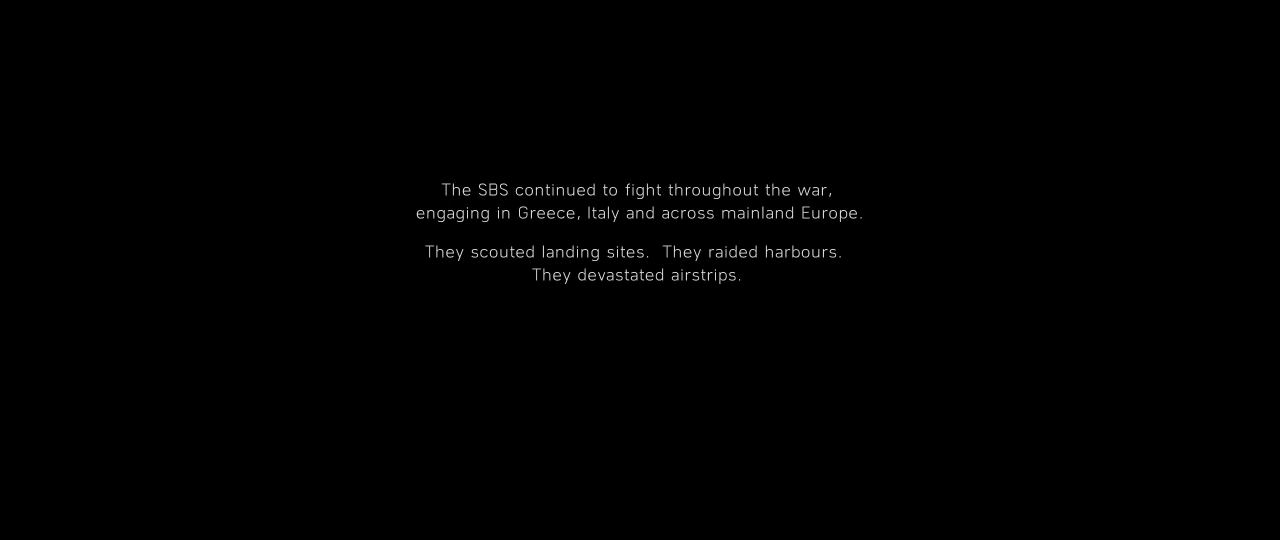 The SBS continued to fight throughout the war,
engaging in Greece, Italy and across mainland Europe.
They scouted landing sites.  They raided harbours.
They devastated airstrips.